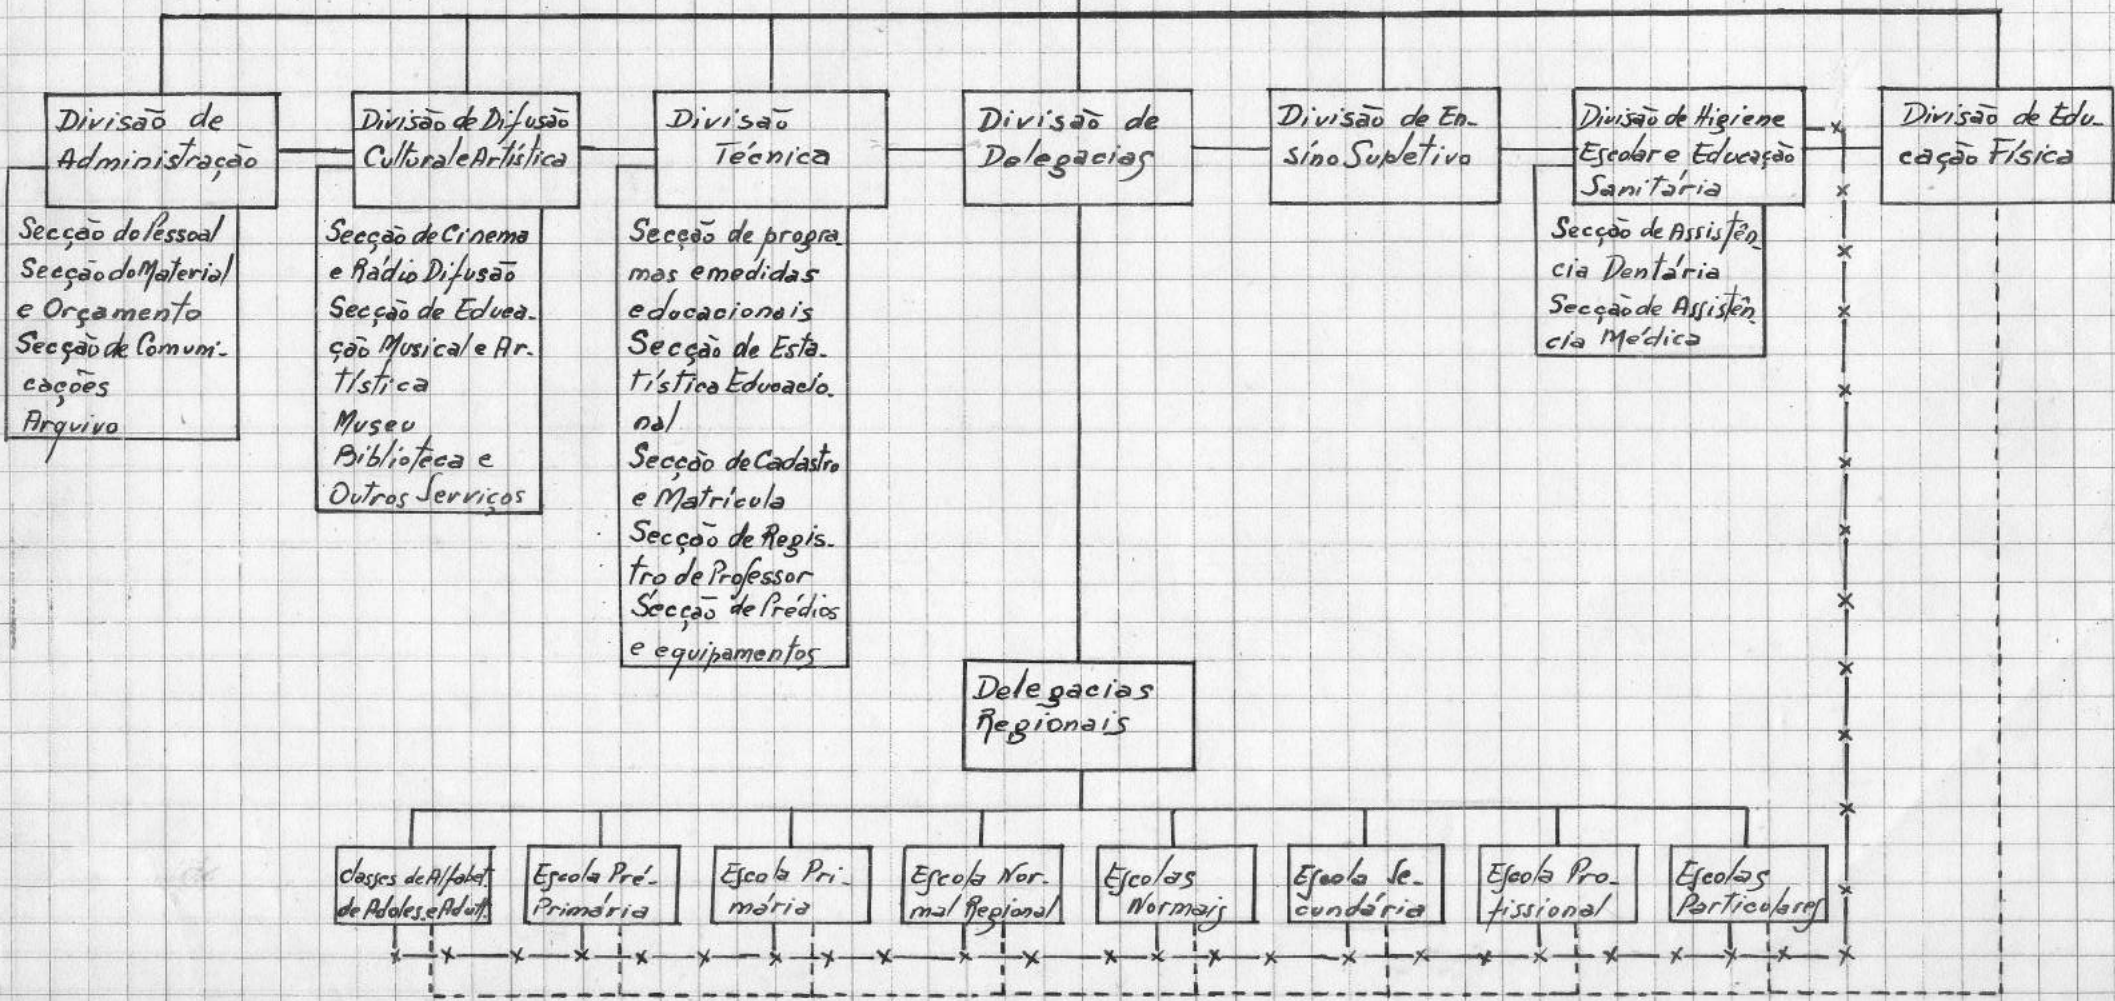 Divisão de
Administração
Secção do Pessoal
Secção do Material
e Orçamento
Secção de Comuni-
cações
Arquivo
Divisão de Difusão
Cultural e Artística
Secção de Cinema
e Rádio Difusão
Secção de Educa-
ção Musical e Ar-
tística
Museu
Biblioteca e
Outros Serviços
Divisão
Técnica
Secção de progra-
mas e medidas
educacionais
Secção de Esta-
tística Educacio-
nal
Secção de Cadastro
e Matrícula
Secção de Regis-
tro de Professor
Secção de Prédios
e equipamentos
Divisão de
Delegacias
Divisão de En-
sino Supletivo
Divisão de Higiene
Escolar e Educação
Sanitária
Secção de Assistên-
cia Dentária
Secção de Assistên-
cia Médica
Divisão de Edu-
cação Física
Delegacias
Regionais
Classes de Alfabet.
de Adoles. e Adult.
Escola Pré-
Primária
Escola Pri-
mária
Escola Nor-
mal Regional
Escolas
Normais
Escola Se-
cundária
Escola Pro-
fissional
Escolas
Particulares